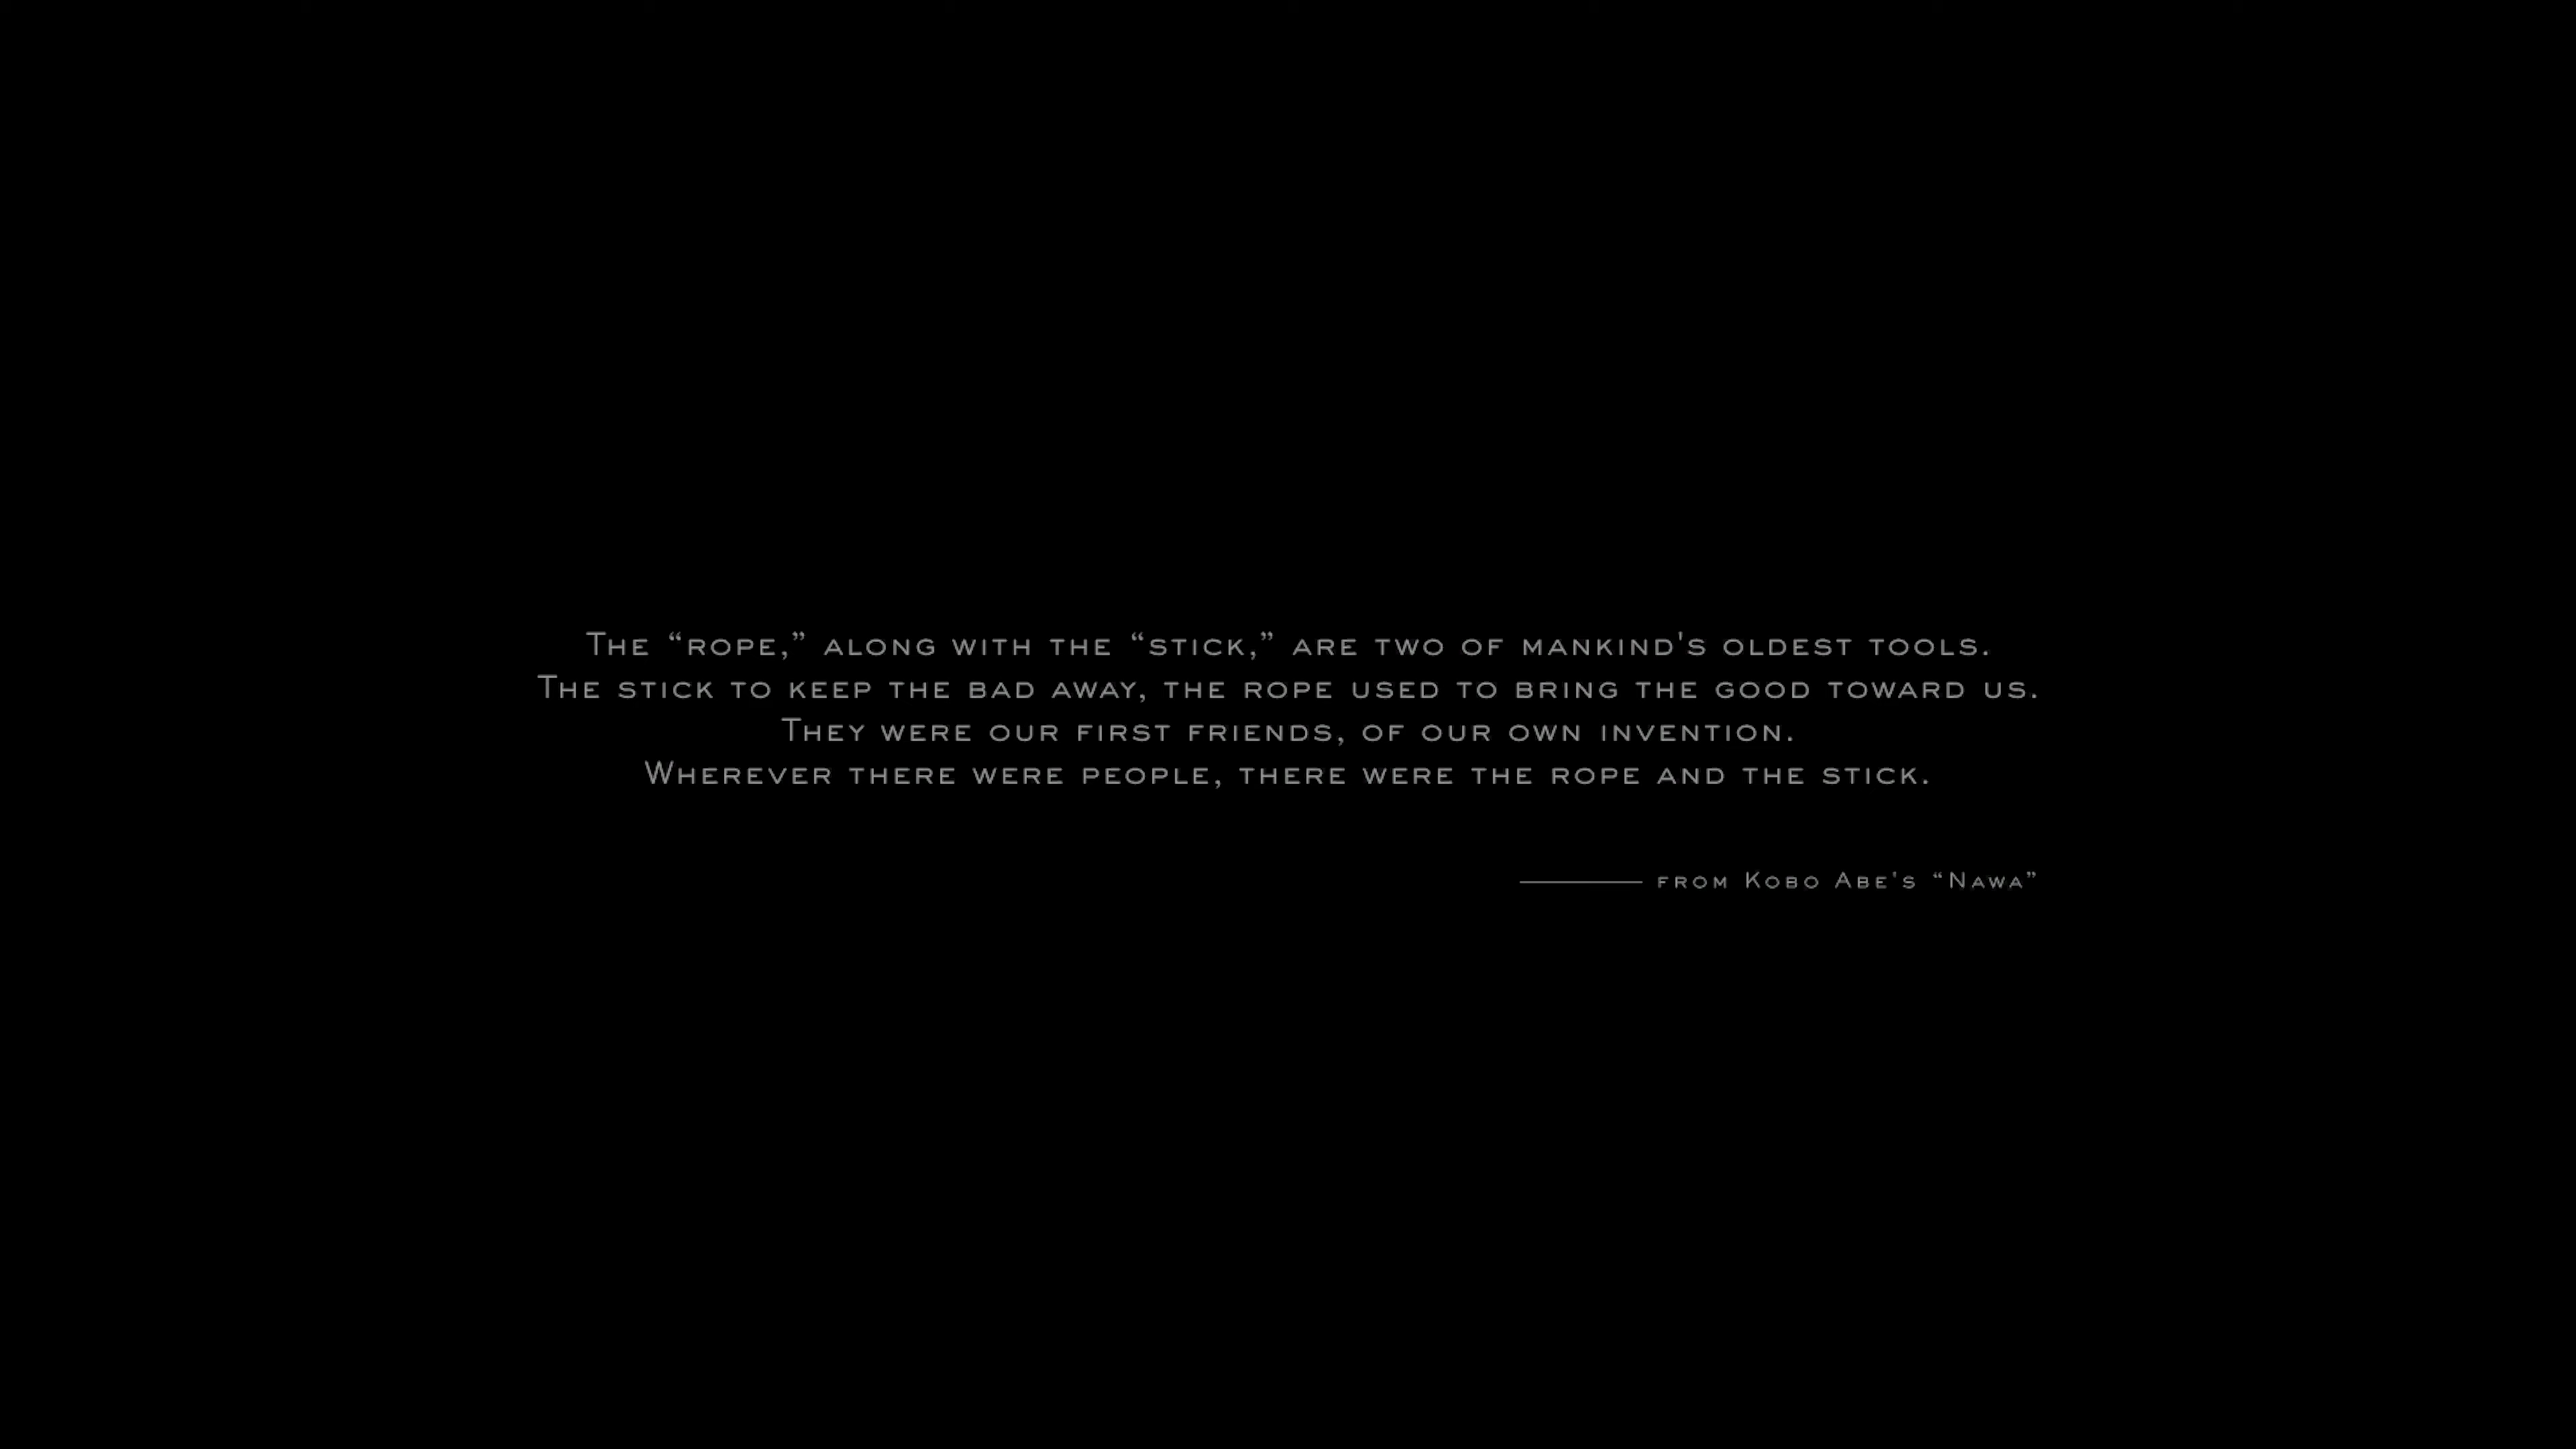 The “rope,” along with the “stick,” are two of mankind's oldest tools.
The stick to keep the bad away, the rope used to bring the good toward us.
They were our first friends, of our own invention.
Wherever there were people, there were the rope and the stick.
from Kobo Abe's “Nawa”